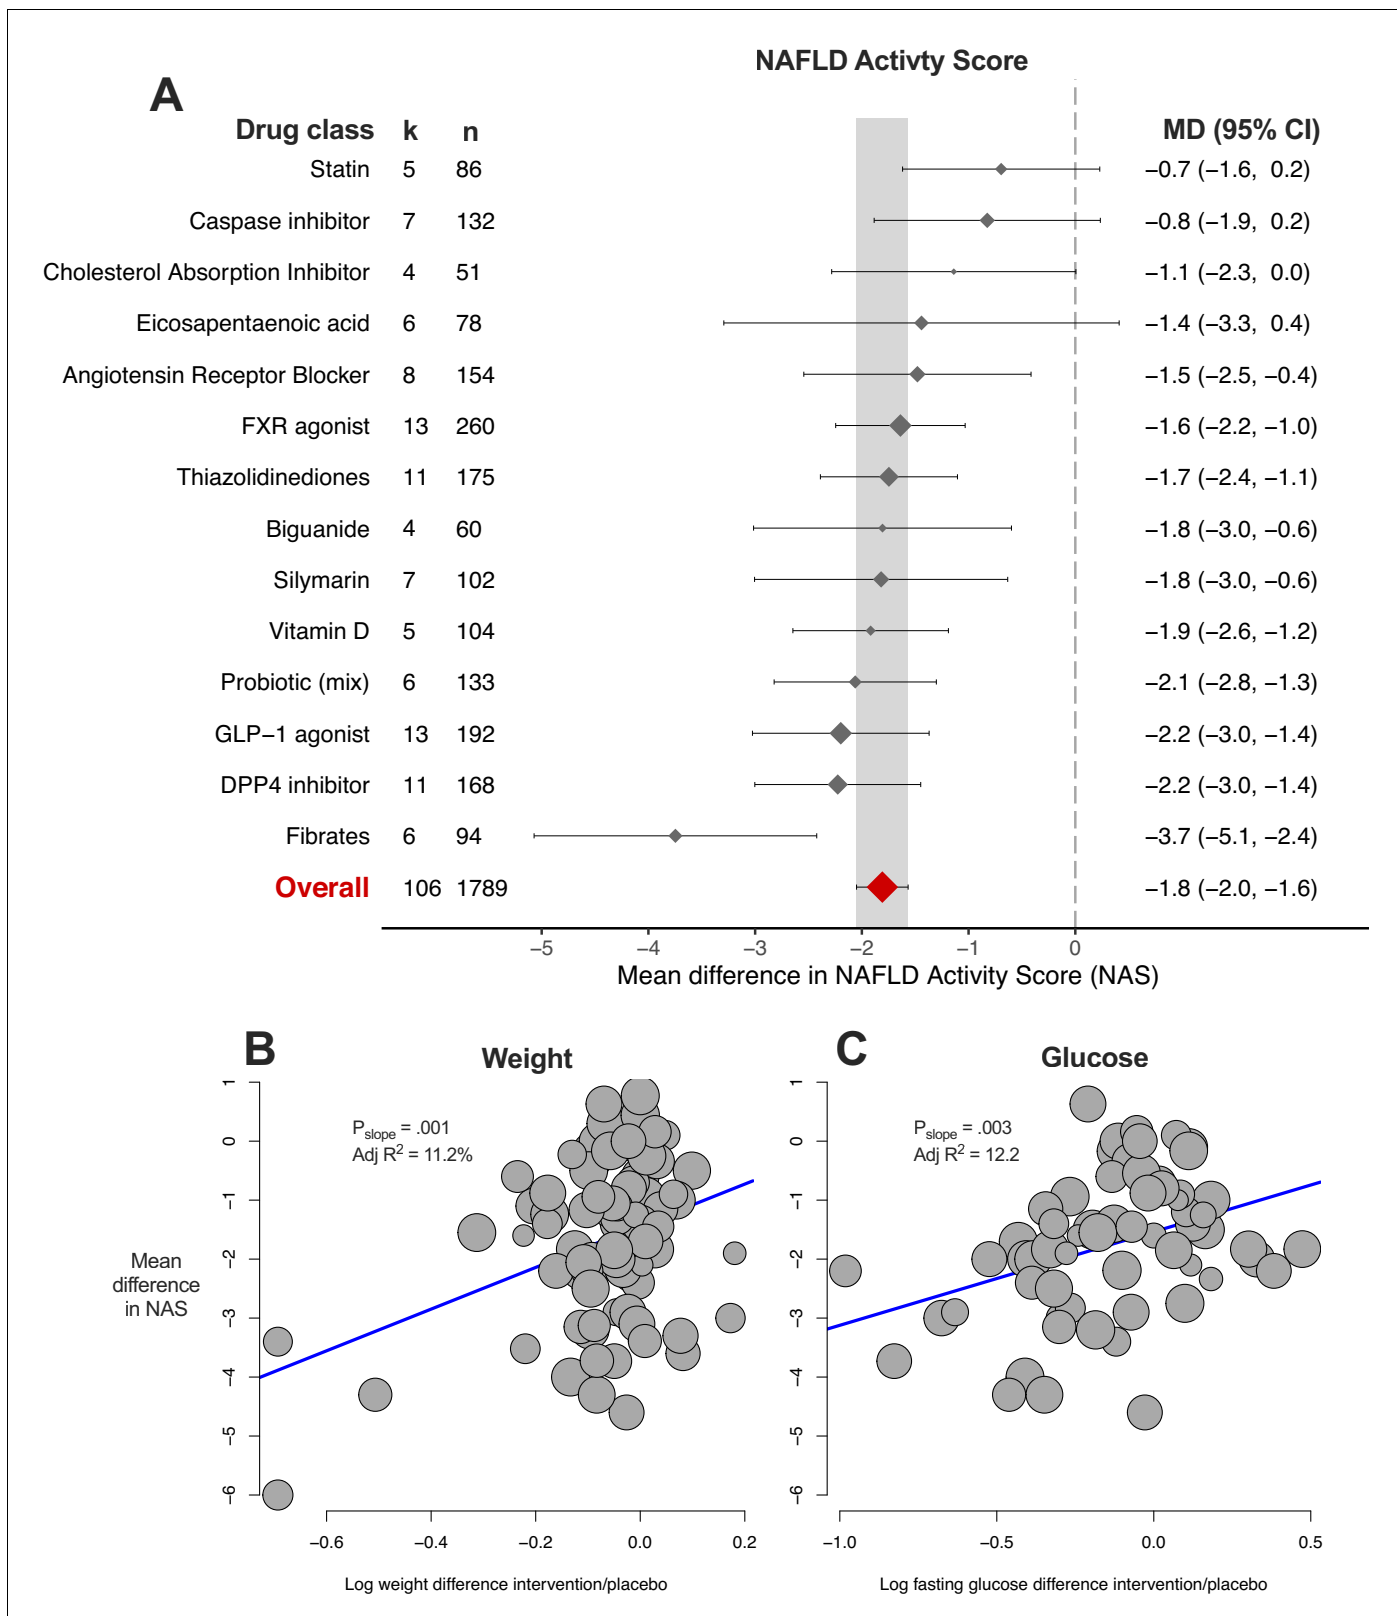 NAFLD Activty Score
A
Drug class k n MD (95% CI)
Statin 5 86 −0.7 (−1.6, 0.2)
Caspase inhibitor 7 132 −0.8 (−1.9, 0.2)
Cholesterol Absorption Inhibitor 4 51 −1.1 (−2.3, 0.0)
Eicosapentaenoic acid 6 78 −1.4 (−3.3, 0.4)
Angiotensin Receptor Blocker 8 154 −1.5 (−2.5, −0.4)
FXR agonist 13 260 −1.6 (−2.2, −1.0)
Thiazolidinediones 11 175 −1.7 (−2.4, −1.1)
Biguanide 4 60 −1.8 (−3.0, −0.6)
Silymarin 7 102 −1.8 (−3.0, −0.6)
Vitamin D 5 104 −1.9 (−2.6, −1.2)
Probiotic (mix) 6 133 −2.1 (−2.8, −1.3)
GLP−1 agonist 13 192 −2.2 (−3.0, −1.4)
DPP4 inhibitor 11 168 −2.2 (−3.0, −1.4)
Fibrates 6 94 −3.7 (−5.1, −2.4)
Overall 106 1789 −1.8 (−2.0, −1.6)
−5 −4 −3 −2 −1 0
Mean difference in NAFLD Activity Score (NAS)
B
Weight
P slope = .001
Adj R² = 11.2%
Mean
difference
in NAS
1
0
−1
−2
−3
−4
−5
−6
−0.6 −0.4 −0.2 0.0 0.2
Log weight difference intervention/placebo
C
Glucose
P slope = .003
Adj R² = 12.2
1
0
−1
−2
−3
−4
−5
−6
−1.0 −0.5 0.0 0.5
Log fasting glucose difference intervention/placebo